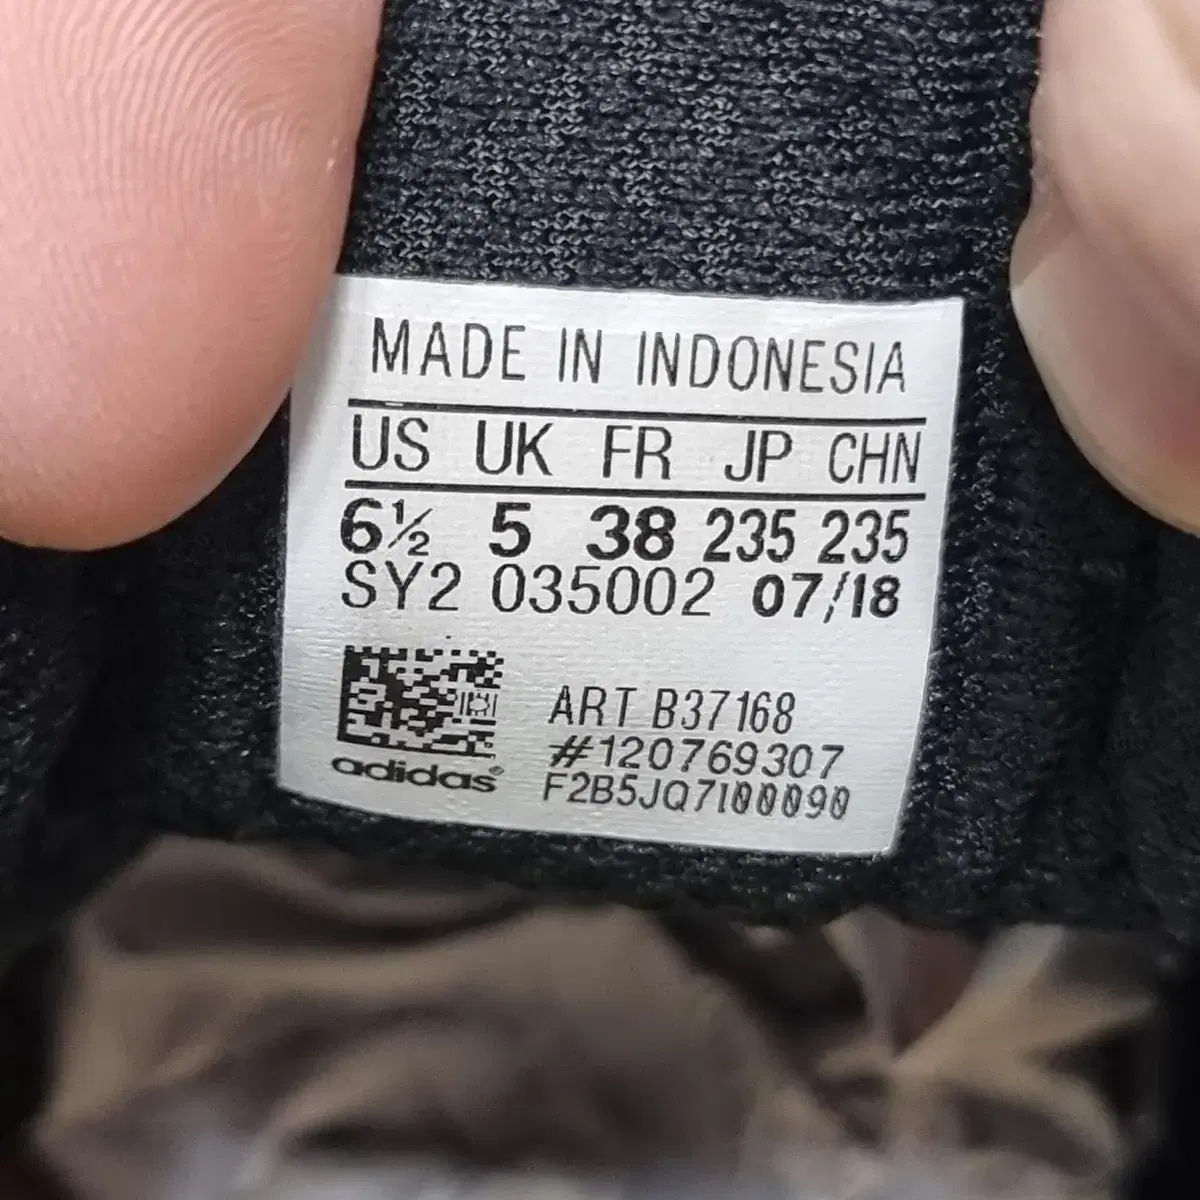 MADE IN INDONESIA
US UK FR JP CHN
6½ 5 38 235 235
SY2 035002 07/18
ART B37168
#120769307
F2B5JQ7100090
adidas®